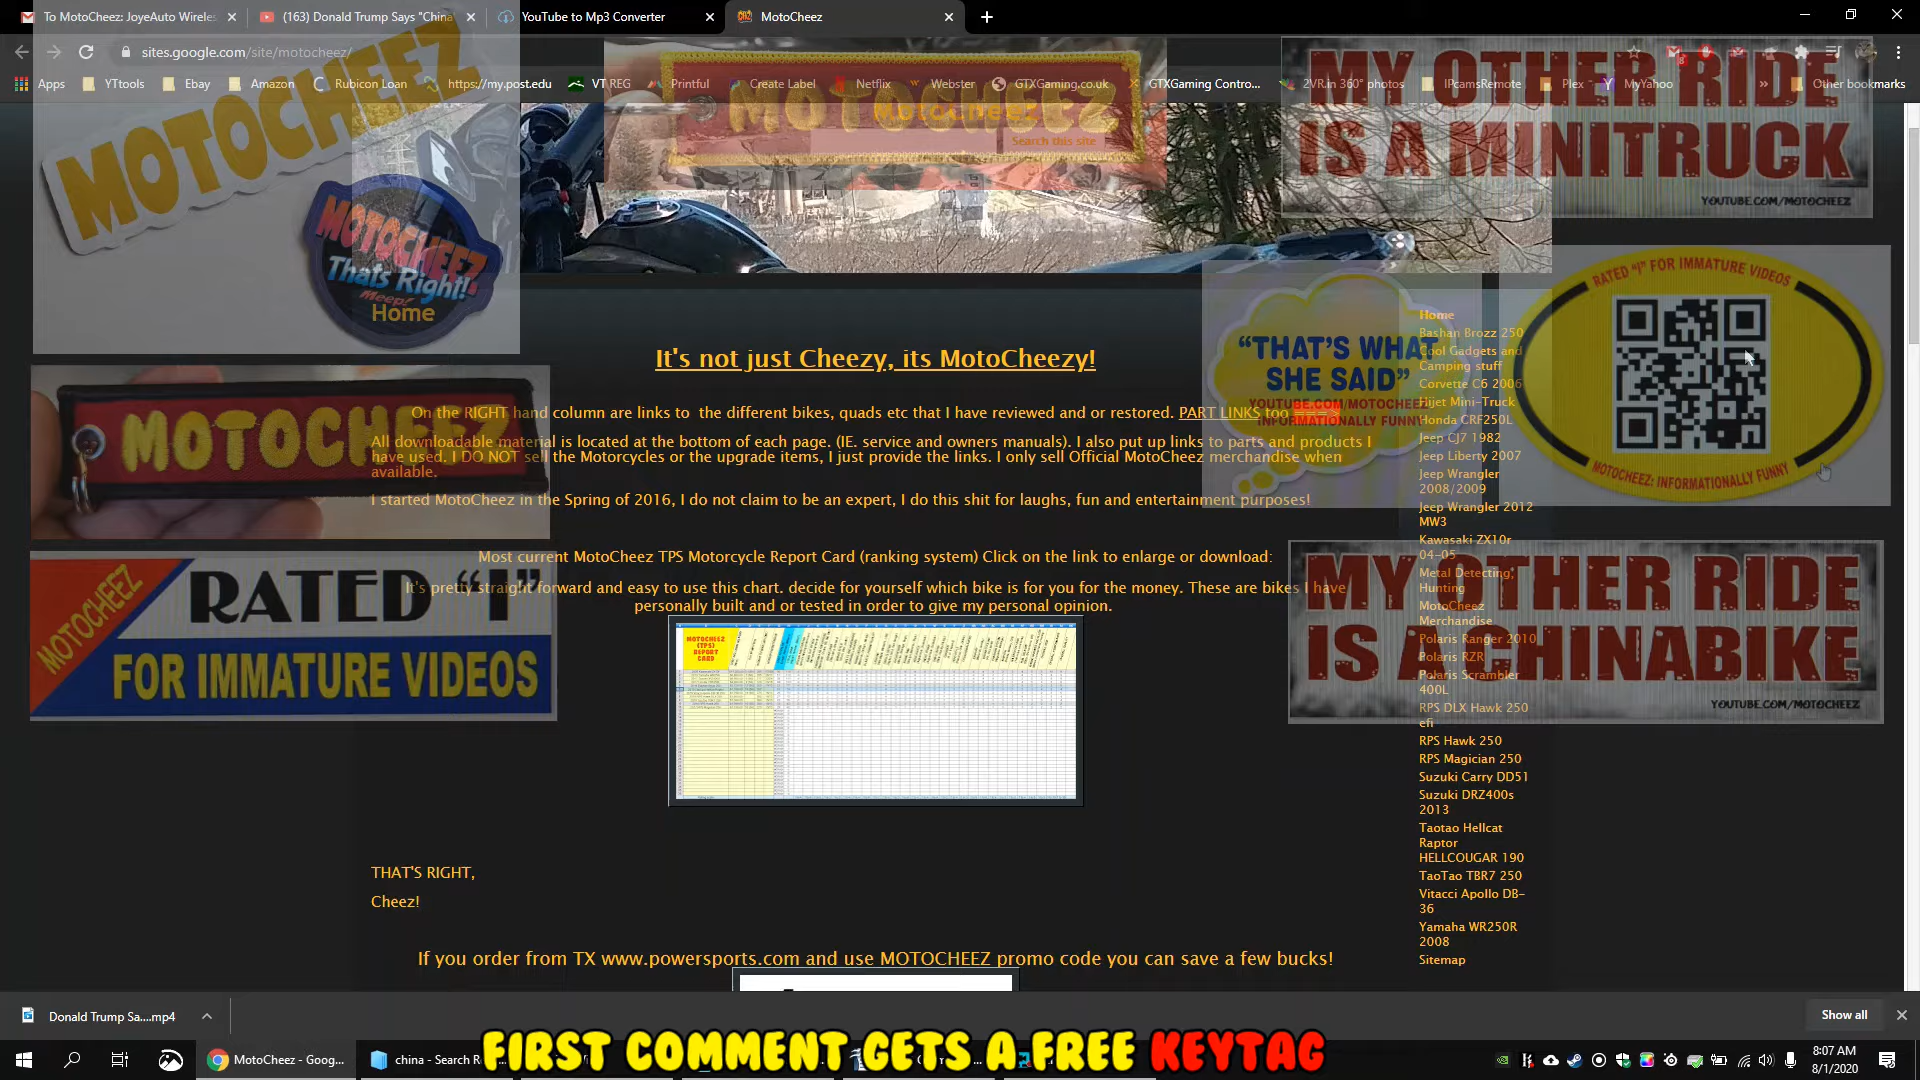 To MotoCheez: JoyeAuto Wireles
(163) Donald Trump Says "China
YouTube to Mp3 Converter
MotoCheez
sites.google.com/site/motocheez/
Apps
YTtools
Ebay
Amazon
Rubicon Loan
https://my.post.edu
VT REG
Printful
Create Label
Netflix
Webster
GTXGaming.co.uk
GTXGaming Contro...
2VR.in 360° photos
IPcamsRemote
Plex
MyYahoo
Other bookmarks
MOTOCHEEZ
MOTOCHEEZ
MotoCheez
Search this site
MY OTHER RIDE
IS A MINITRUCK
YOUTUBE.COM/MOTOCHEEZ
MOTOCHEEZ
Thats Right!
Meep!
Home
It's not just Cheezy, its MotoCheezy!
On the RIGHT hand column are links to the different bikes, quads etc that I have reviewed and or restored. PART LINKS too ===>
All downloadable material is located at the bottom of each page. (IE. service and owners manuals). I also put up links to parts and products I
have used. I DO NOT sell the Motorcycles or the upgrade items, I just provide the links. I only sell Official MotoCheez merchandise when
available.
I started MotoCheez in the Spring of 2016, I do not claim to be an expert, I do this shit for laughs, fun and entertainment purposes!
Most current MotoCheez TPS Motorcycle Report Card (ranking system) Click on the link to enlarge or download:
It's pretty straight forward and easy to use this chart. decide for yourself which bike is for you for the money. These are bikes I have
personally built and or tested in order to give my personal opinion.
MOTOCHEEZ
(TPS)
REPORT
CARD
THAT'S RIGHT,
Cheez!
If you order from TX www.powersports.com and use MOTOCHEEZ promo code you can save a few bucks!
MOTOCHEEZ
MOTOCHEEZ
RATED "I"
FOR IMMATURE VIDEOS
"THAT'S WHAT
SHE SAID"
YOUTUBE.COM/MOTOCHEEZ
INFORMATIONALLY FUNNY
RATED "I" FOR IMMATURE VIDEOS
MOTOCHEEZ: INFORMATIONALLY FUNNY
MY OTHER RIDE
IS A CHINABIKE
YOUTUBE.COM/MOTOCHEEZ
Home
Bashan Brozz 250
Cool Gadgets and
Camping stuff
Corvette C6 2006
Hijet Mini-Truck
Honda CRF250L
Jeep CJ7 1982
Jeep Liberty 2007
Jeep Wrangler
2008/2009
Jeep Wrangler 2012
MW3
Kawasaki ZX10r
04-05
Metal Detecting,
Hunting
MotoCheez
Merchandise
Polaris Ranger 2010
Polaris RZR
Polaris Scrambler
400L
RPS DLX Hawk 250
efi
RPS Hawk 250
RPS Magician 250
Suzuki Carry DD51
Suzuki DRZ400s
2013
Taotao Hellcat
Raptor
HELLCOUGAR 190
TaoTao TBR7 250
Vitacci Apollo DB-
36
Yamaha WR250R
2008
Sitemap
Donald Trump Sa....mp4
Show all
FIRST COMMENT GETS A FREE KEYTAG
MotoCheez - Goog...
china - Search R
8:07 AM
8/1/2020